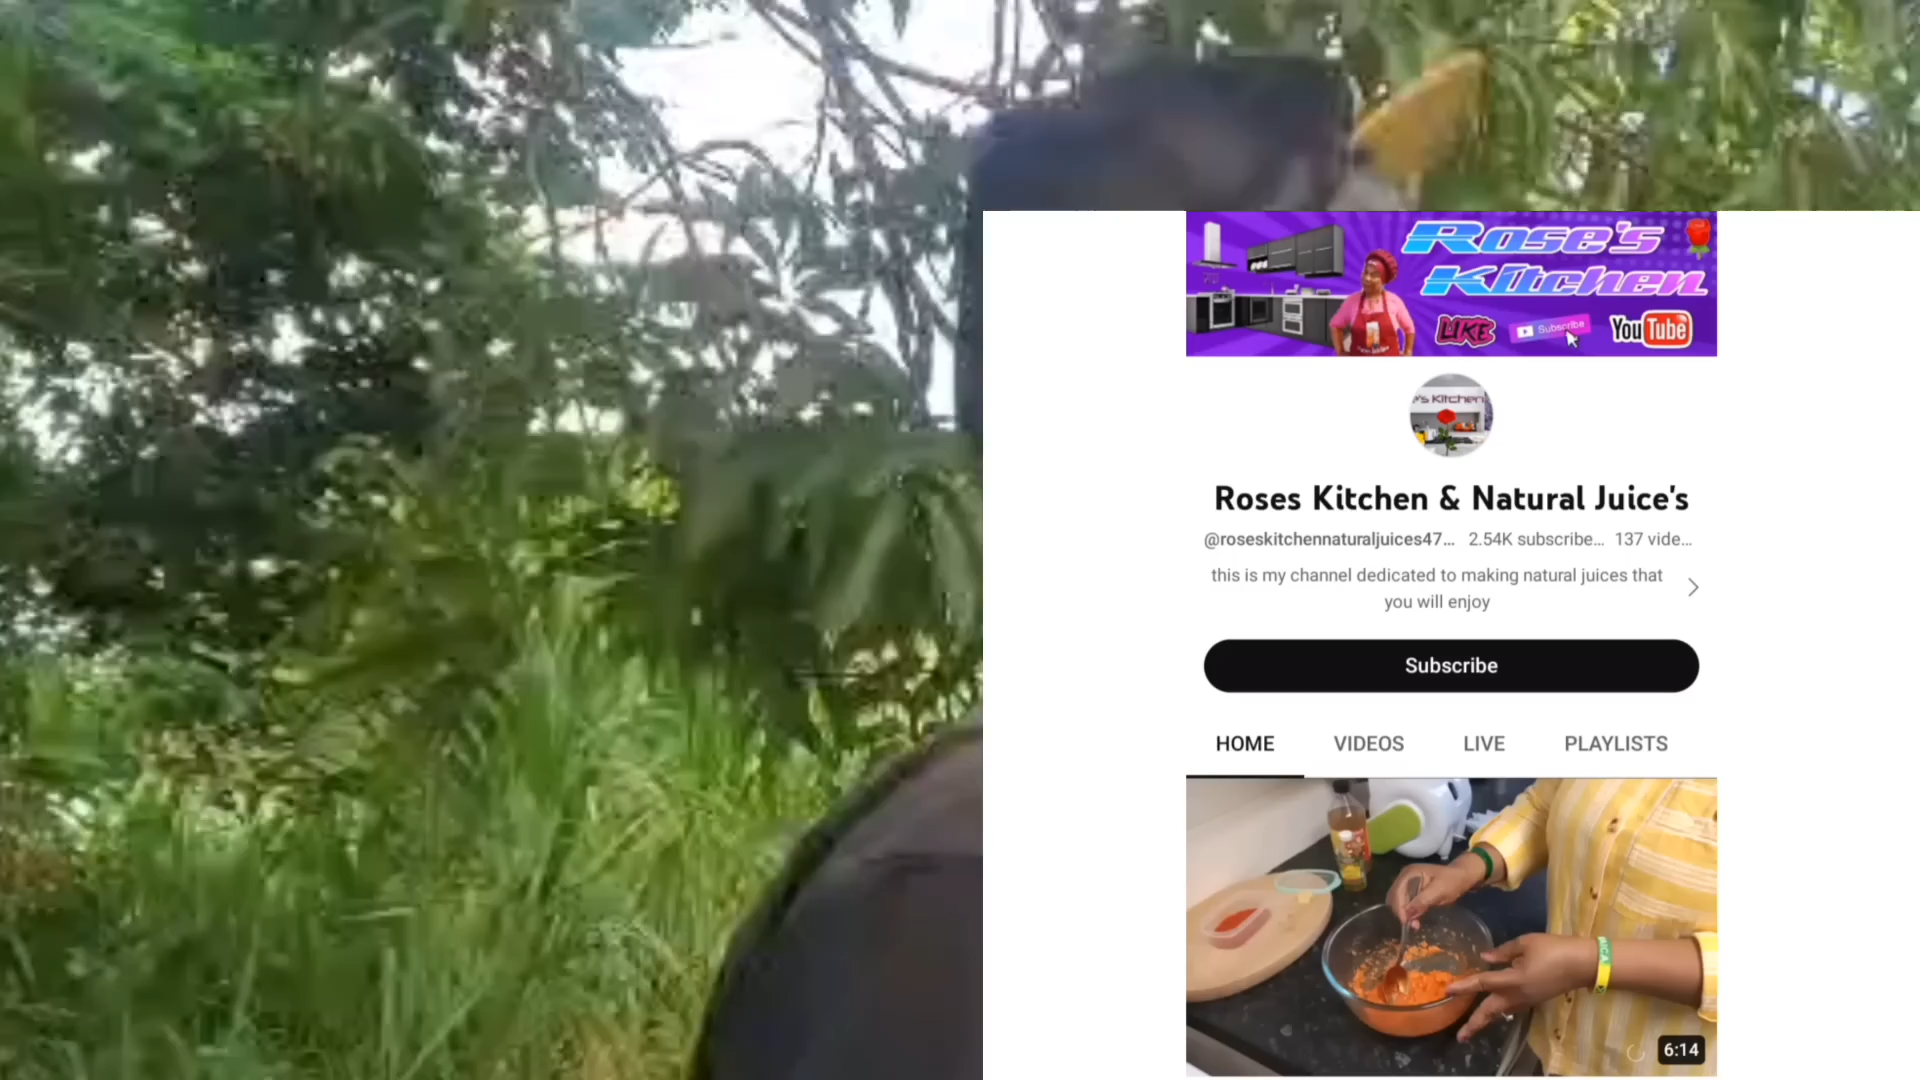 Rose's
Kitchen
LIKE
Subscribe
YouTube
's Kitchen
Roses Kitchen & Natural Juice's
@roseskitchennaturaljuices47... 2.54K subscribe... 137 vide...
this is my channel dedicated to making natural juices that
you will enjoy
Subscribe
HOME VIDEOS LIVE PLAYLISTS
6:14